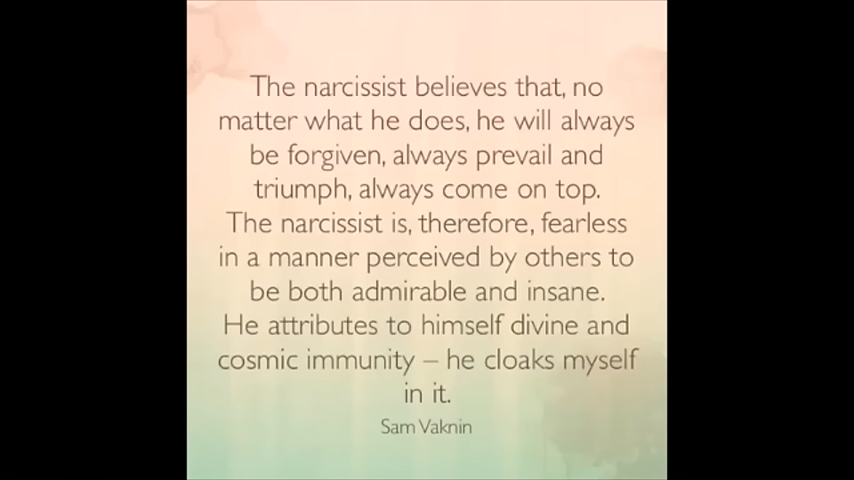 The narcissist believes that, no
matter what he does, he will always
be forgiven, always prevail and
triumph, always come on top.
The narcissist is, therefore, fearless
in a manner perceived by others to
be both admirable and insane.
He attributes to himself divine and
cosmic immunity – he cloaks myself
in it.
Sam Vaknin